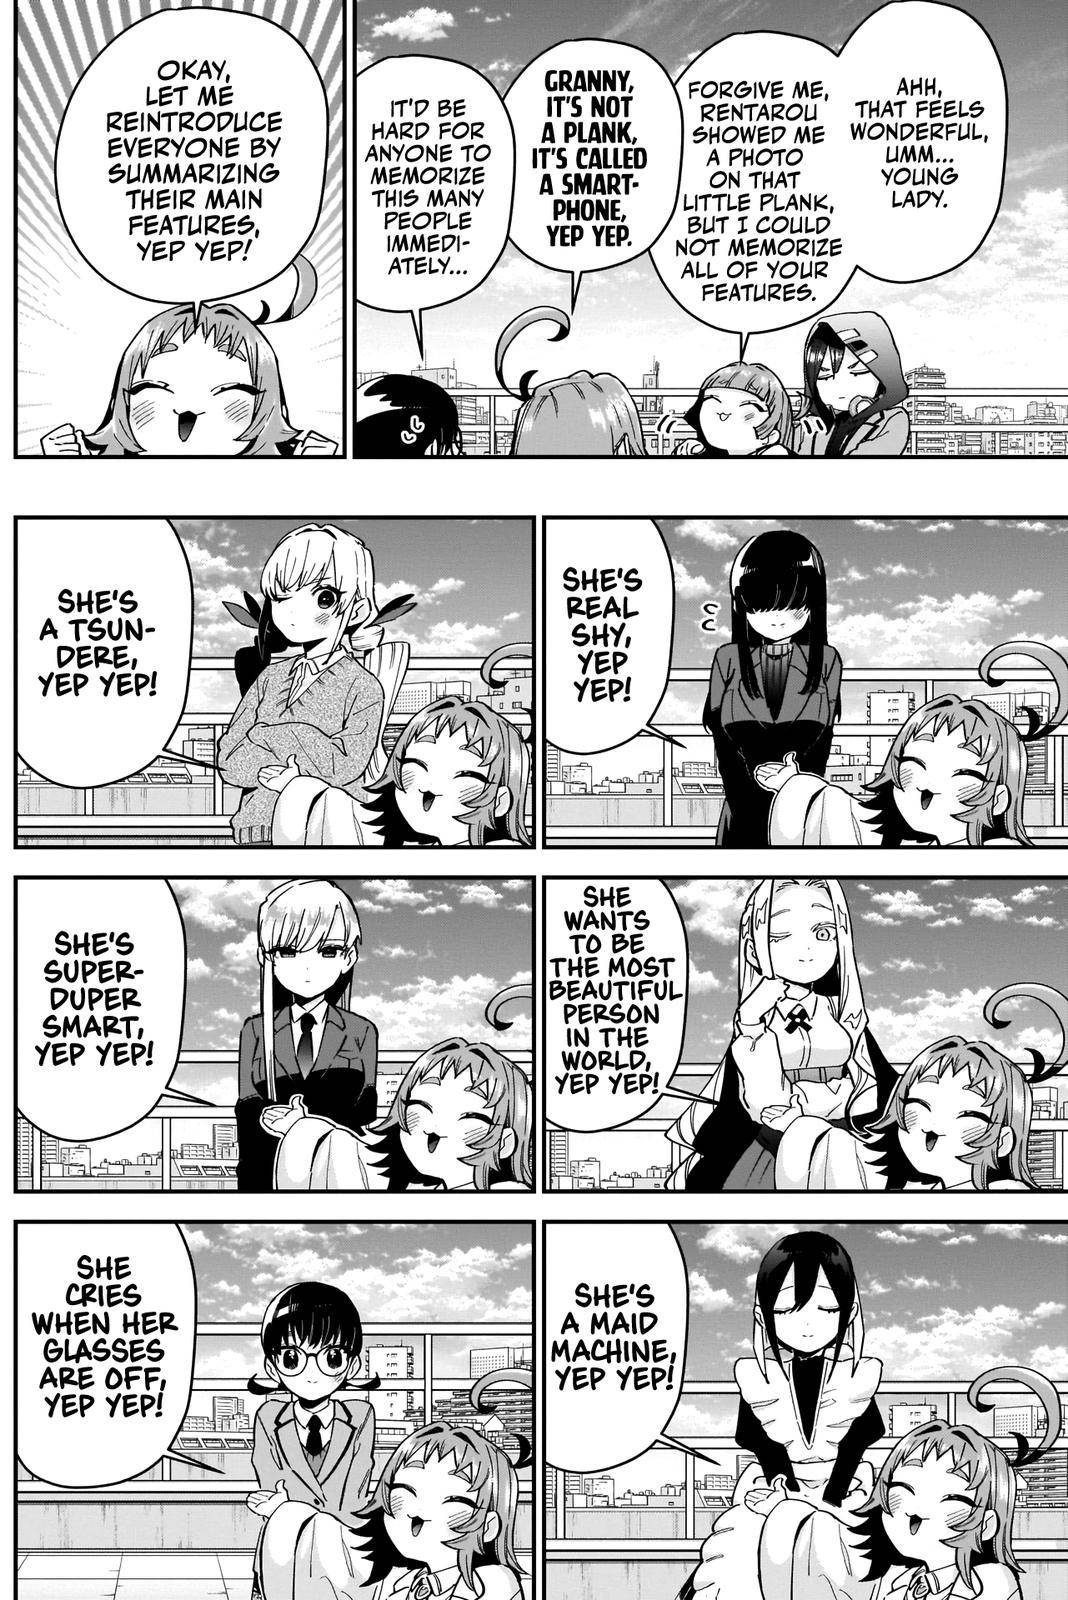 AHH,
THAT FEELS
WONDERFUL,
UMM...
YOUNG
LADY.
FORGIVE ME,
RENTAROU
SHOWED ME
A PHOTO
ON THAT
LITTLE PLANK,
BUT I COULD
NOT MEMORIZE
ALL OF YOUR
FEATURES.
GRANNY,
IT'S NOT
A PLANK,
IT'S CALLED
A SMART-
PHONE,
YEP YEP.
IT'D BE
HARD FOR
ANYONE TO
MEMORIZE
THIS MANY
PEOPLE
IMMEDI-
ATELY...
OKAY,
LET ME
REINTRODUCE
EVERYONE BY
SUMMARIZING
THEIR MAIN
FEATURES,
YEP YEP!
SHE'S
REAL
SHY,
YEP
YEP!
SHE'S
A TSUN-
DERE,
YEP YEP!
SHE
WANTS
TO BE
THE MOST
BEAUTIFUL
PERSON
IN THE
WORLD,
YEP YEP!
SHE'S
SUPER-
DUPER
SMART,
YEP YEP!
SHE'S
A MAID
MACHINE,
YEP YEP!
SHE
CRIES
WHEN HER
GLASSES
ARE OFF,
YEP YEP!